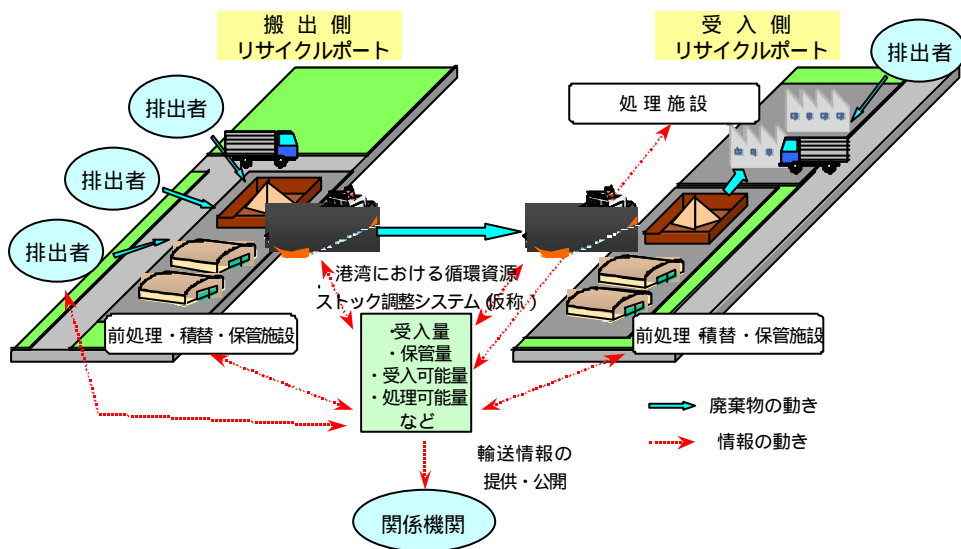 搬出側
リサイクルポート
受入側
リサイクルポート
排出者
排出者
排出者
排出者
処理施設
・港湾における循環資源
ストック調整システム(仮称)
前処理・積替・保管施設
・受入量
・保管量
・受入可能量
・処理可能量
など
前処理・積替・保管施設
廃棄物の動き
情報の動き
輸送情報の
提供・公開
関係機関